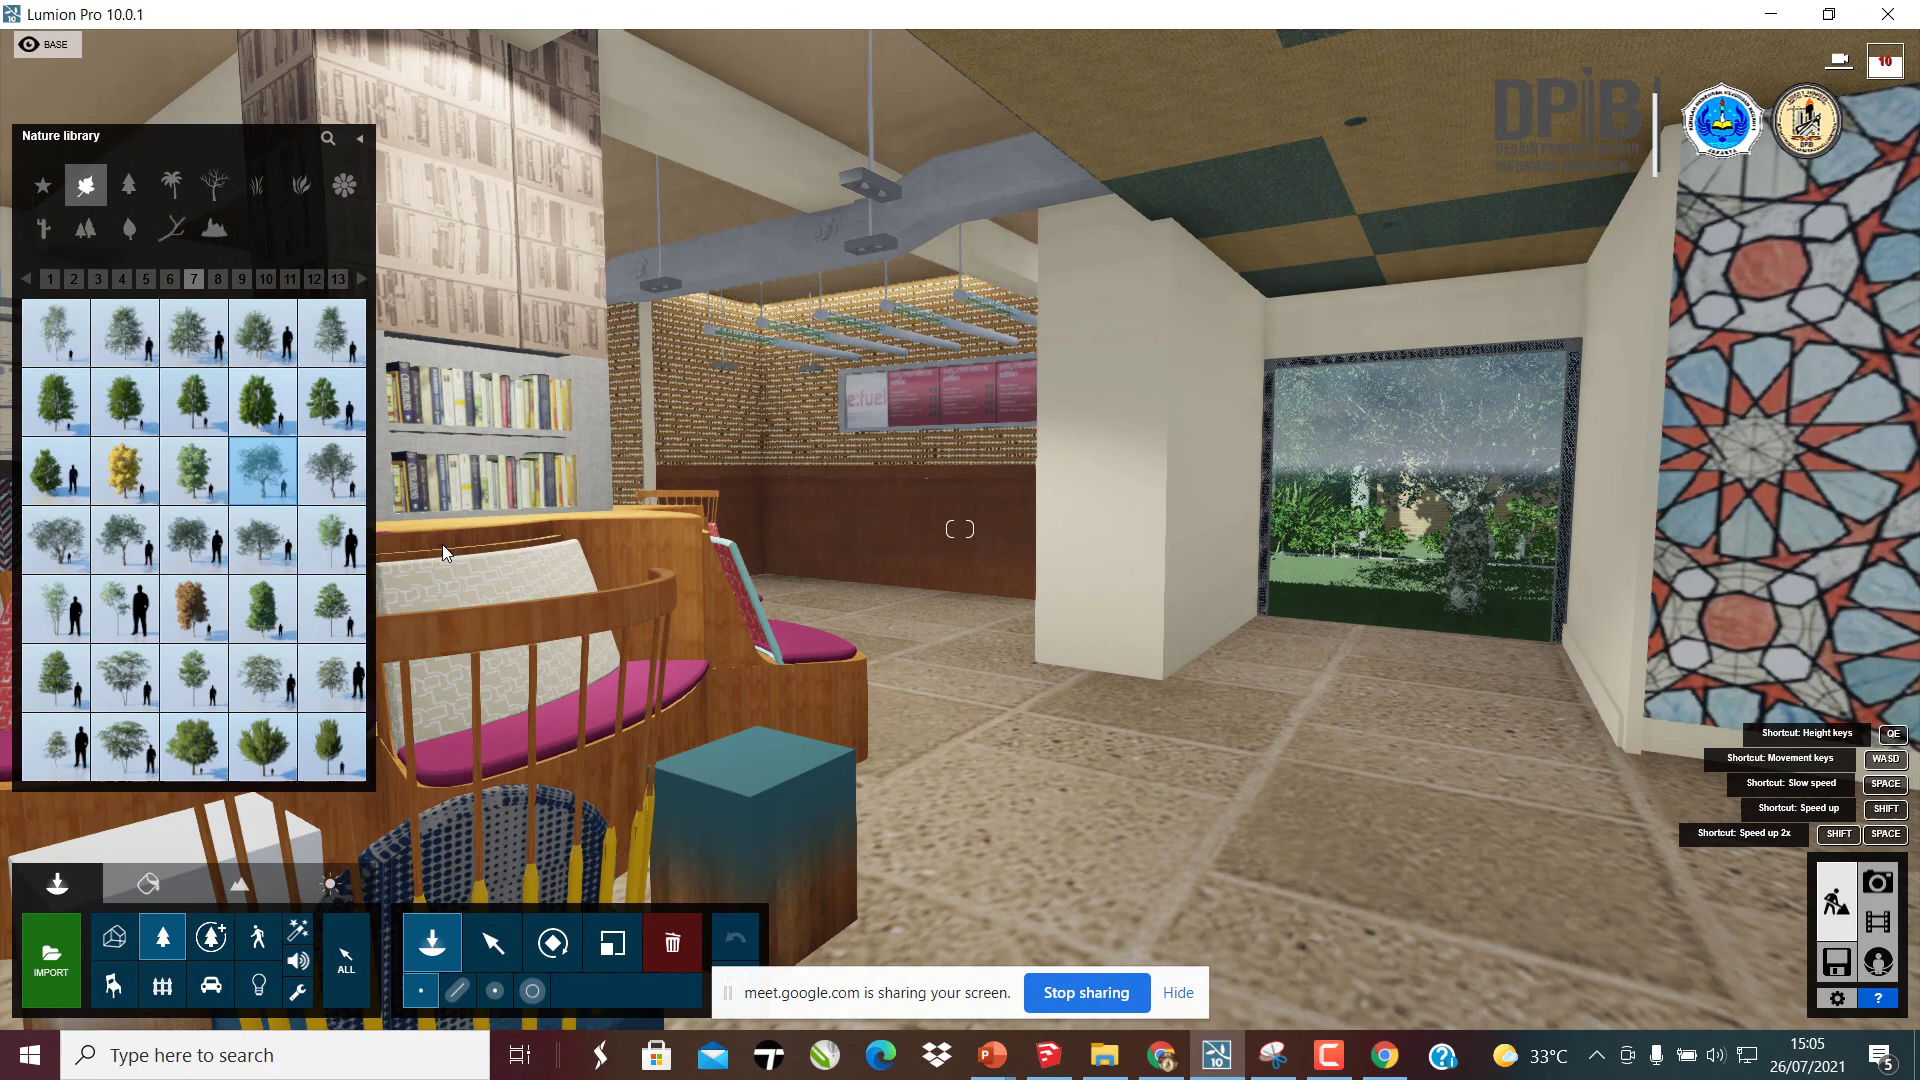 Lumion Pro 10.0.1
BASE
10
DPiB
Nature library
1 2 3 4 5 6 7 8 9 10 11 12 13
e:fuel
Shortcut: Height keys QE
Shortcut: Movement keys WASD
Shortcut: Slow speed SPACE
Shortcut: Speed up SHIFT
Shortcut: Speed up 2x SHIFT SPACE
IMPORT
ALL
?
meet.google.com is sharing your screen. Stop sharing Hide
Type here to search
10
33°C
15:05
26/07/2021
5